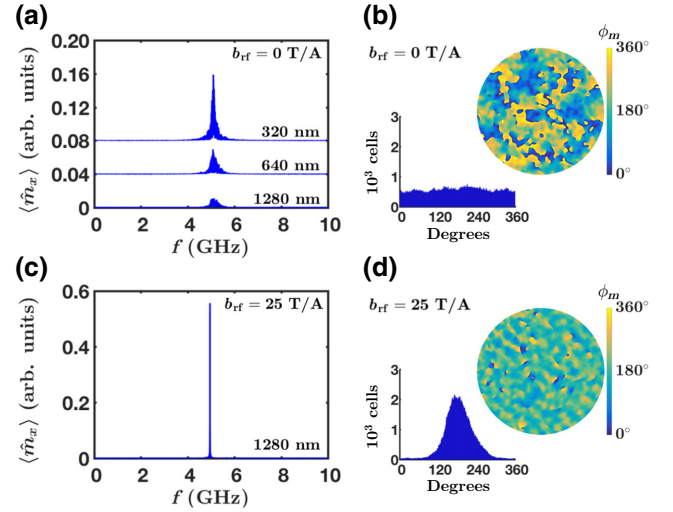 (a)
⟨m̂x⟩ (arb. units)
0.20
0.16
0.12
0.08
0.04
0
b_rf = 0 T/A
320 nm
640 nm
1280 nm
0 2 4 6 8 10
f (GHz)
(b)
b_rf = 0 T/A
ϕm
360°
180°
0°
10³ cells
3
2
1
0
0 120 240 360
Degrees
(c)
⟨m̂x⟩ (arb. units)
0.6
0.4
0.2
0
b_rf = 25 T/A
1280 nm
0 2 4 6 8 10
f (GHz)
(d)
b_rf = 25 T/A
ϕm
360°
180°
0°
10³ cells
3
2
1
0
0 120 240 360
Degrees